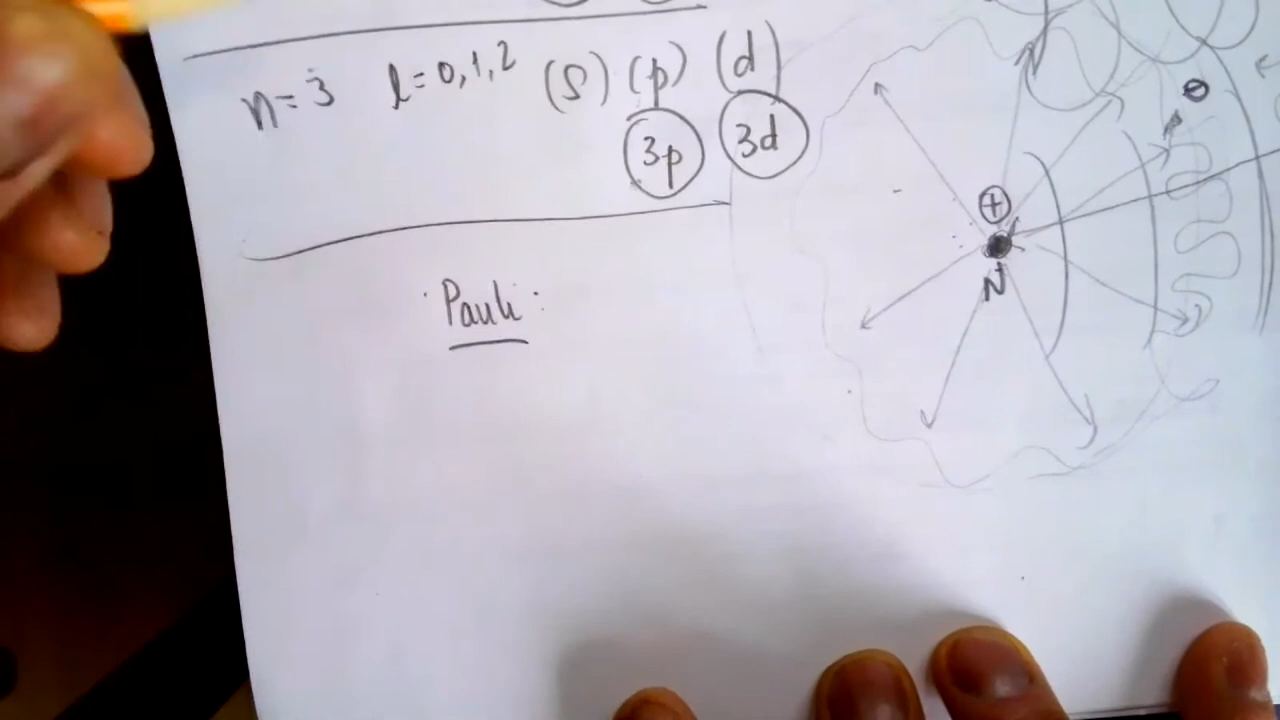 n=3 l=0,1,2 (s) (p) (d)
3p 3d
Pauli:
+
N